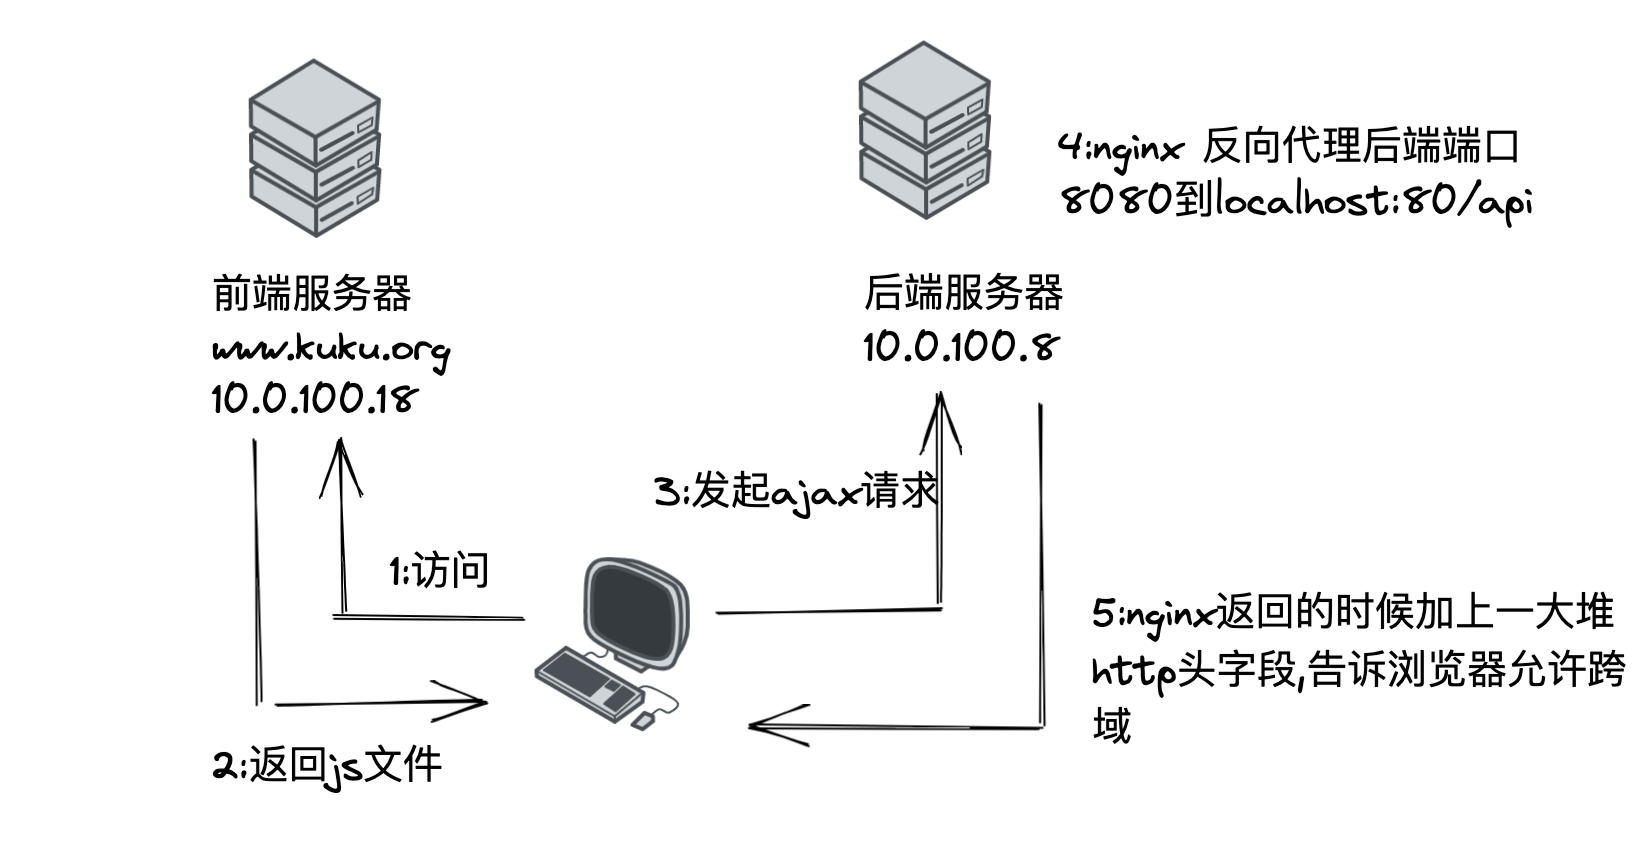 前端服务器
www.kuku.org
10.0.100.18
后端服务器
10.0.100.8
4:nginx 反向代理后端端口
8080到localhost:80/api
1:访问
2:返回js文件
3:发起ajax请求
5:nginx返回的时候加上一大堆
http头字段,告诉浏览器允许跨
域